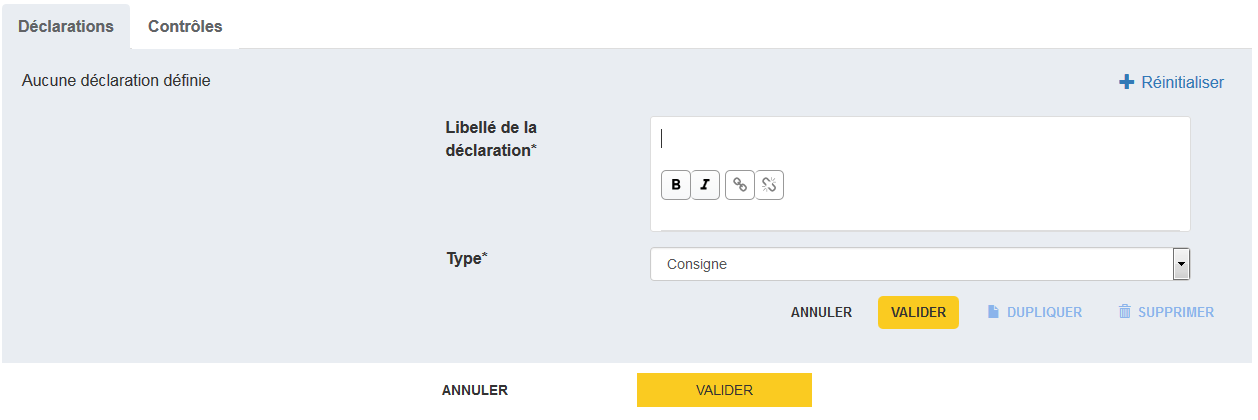 Déclarations Contrôles
Aucune déclaration définie
Réinitialiser
Libellé de la
déclaration*
B I
Type*
Consigne
ANNULER VALIDER DUPLIQUER SUPPRIMER
ANNULER VALIDER